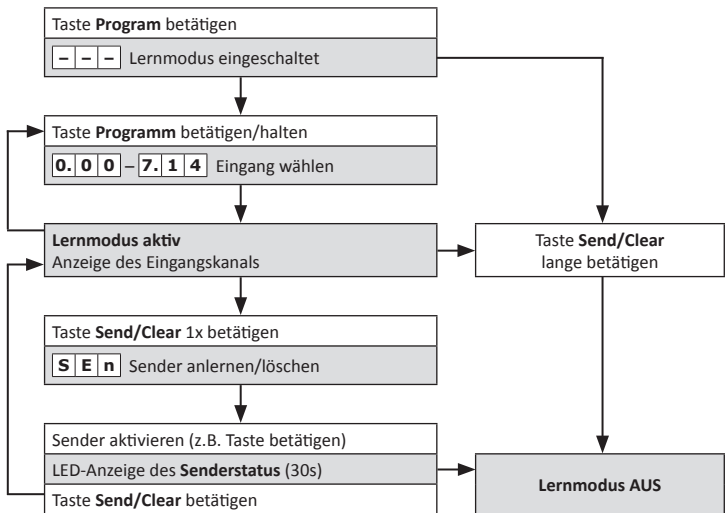 Taste Program betätigen
– – – Lernmodus eingeschaltet
Taste Programm betätigen/halten
0. 0 0 – 7. 1 4 Eingang wählen
Lernmodus aktiv
Anzeige des Eingangskanals
Taste Send/Clear
lange betätigen
Taste Send/Clear 1x betätigen
S E n Sender anlernen/löschen
Sender aktivieren (z.B. Taste betätigen)
LED-Anzeige des Senderstatus (30s)
Taste Send/Clear betätigen
Lernmodus AUS